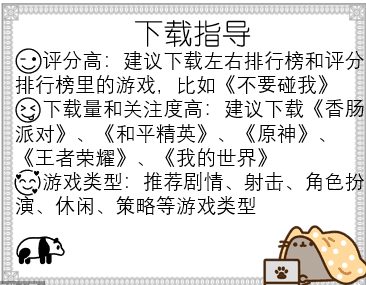 下载指导
评分高：建议下载左右排行榜和评分
排行榜里的游戏，比如《不要碰我》
下载量和关注度高：建议下载《香肠
派对》、《和平精英》、《原神》、
《王者荣耀》、《我的世界》
游戏类型：推荐剧情、射击、角色扮
演、休闲、策略等游戏类型